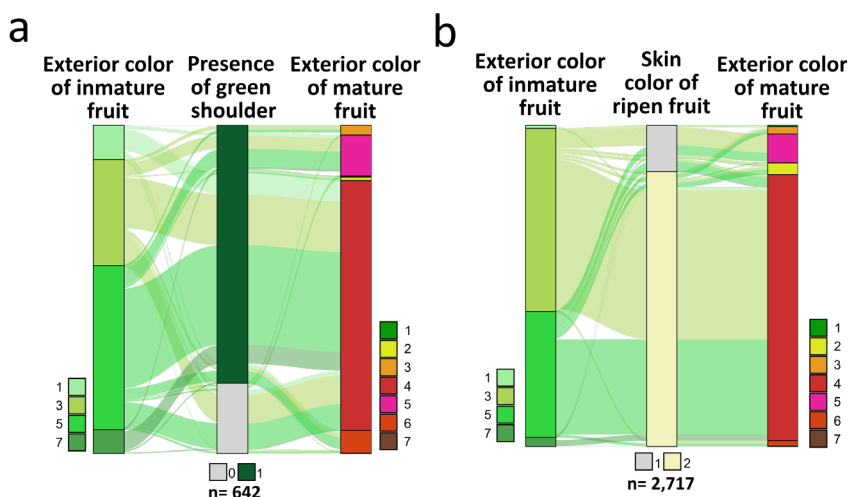 a
Exterior color
of inmature
fruit
Presence
of green
shoulder
Exterior color
of mature
fruit
1
3
5
7
0
1
n= 642
1
2
3
4
5
6
7
b
Exterior color
of inmature
fruit
Skin
color of
ripen fruit
Exterior color
of mature
fruit
1
3
5
7
1
2
n= 2,717
1
2
3
4
5
6
7